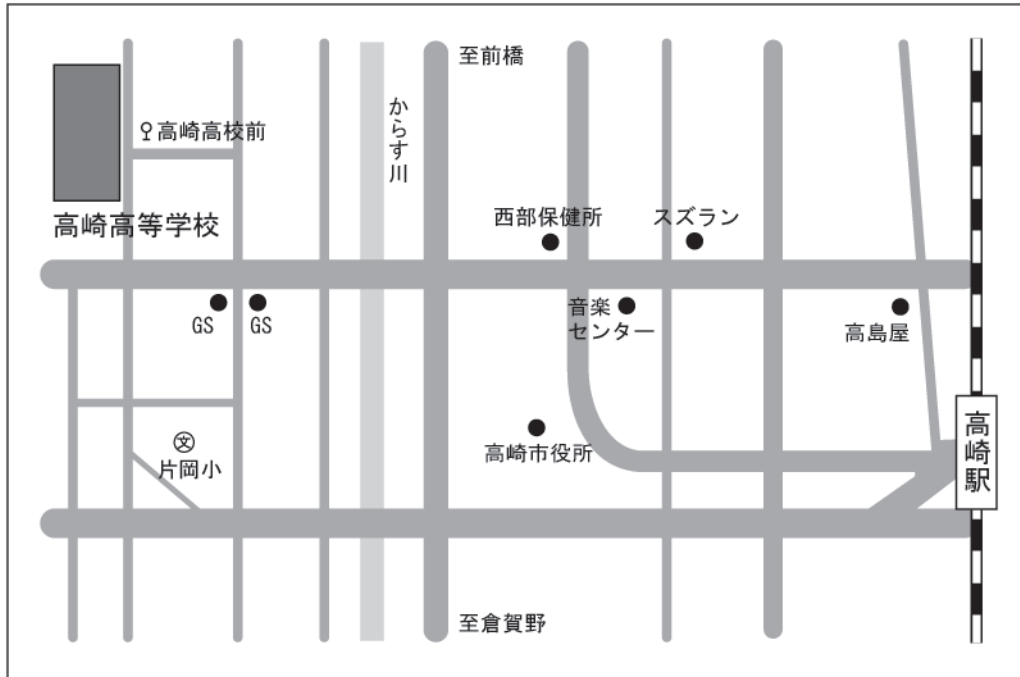 至前橋
からす川
高崎高校前
高崎高等学校
西部保健所
スズラン
GS
GS
音楽
センター
高島屋
高崎市役所
高崎駅
文
片岡小
至倉賀野